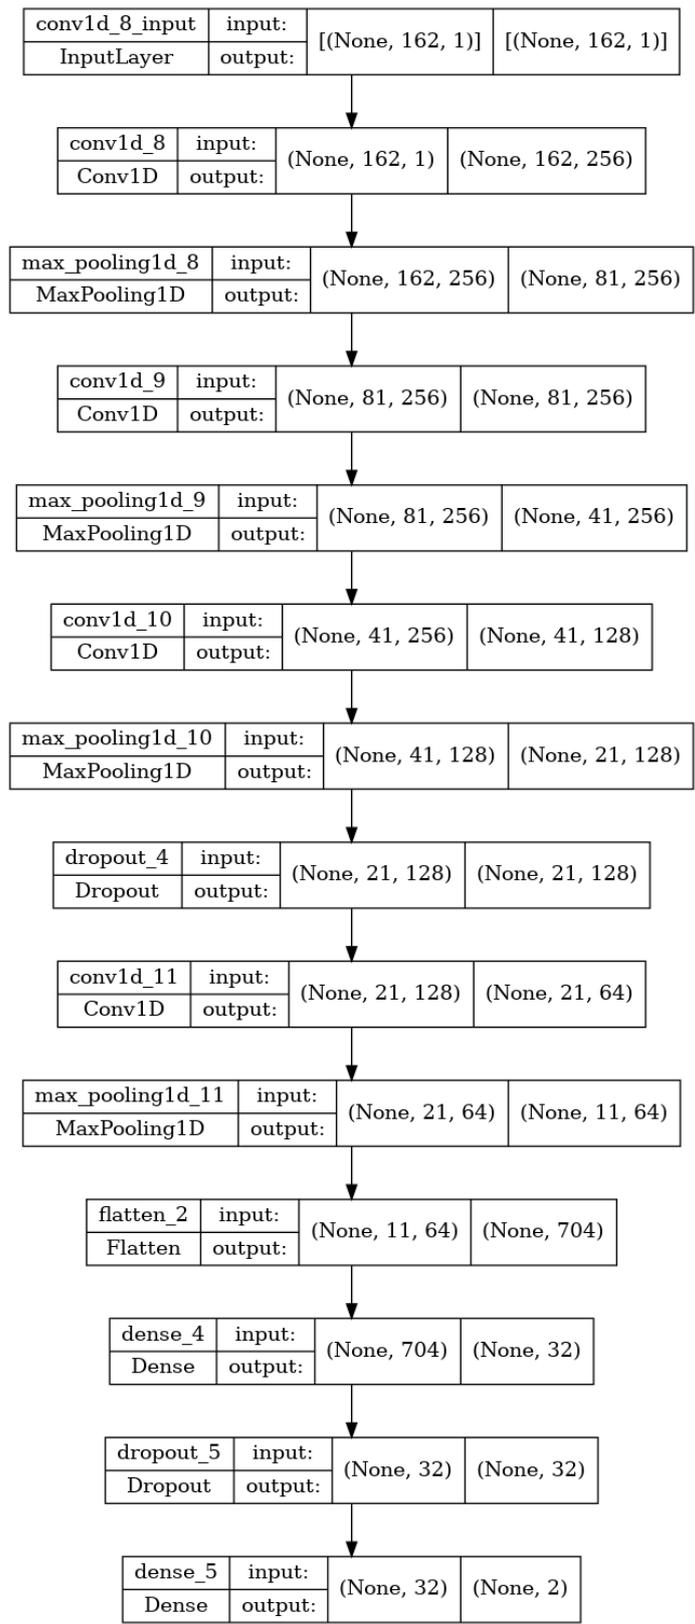 conv1d_8_input input: [(None, 162, 1)] [(None, 162, 1)]
InputLayer output:
conv1d_8 input: (None, 162, 1) (None, 162, 256)
Conv1D output:
max_pooling1d_8 input: (None, 162, 256) (None, 81, 256)
MaxPooling1D output:
conv1d_9 input: (None, 81, 256) (None, 81, 256)
Conv1D output:
max_pooling1d_9 input: (None, 81, 256) (None, 41, 256)
MaxPooling1D output:
conv1d_10 input: (None, 41, 256) (None, 41, 128)
Conv1D output:
max_pooling1d_10 input: (None, 41, 128) (None, 21, 128)
MaxPooling1D output:
dropout_4 input: (None, 21, 128) (None, 21, 128)
Dropout output:
conv1d_11 input: (None, 21, 128) (None, 21, 64)
Conv1D output:
max_pooling1d_11 input: (None, 21, 64) (None, 11, 64)
MaxPooling1D output:
flatten_2 input: (None, 11, 64) (None, 704)
Flatten output:
dense_4 input: (None, 704) (None, 32)
Dense output:
dropout_5 input: (None, 32) (None, 32)
Dropout output:
dense_5 input: (None, 32) (None, 2)
Dense output: